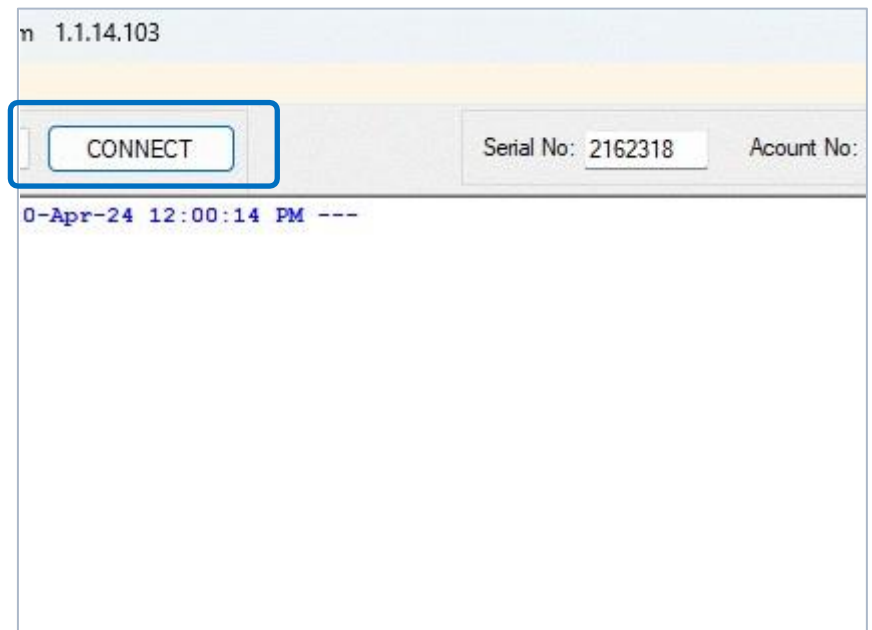 m 1.1.14.103
CONNECT Serial No: 2162318 Acount No:
0-Apr-24 12:00:14 PM ---